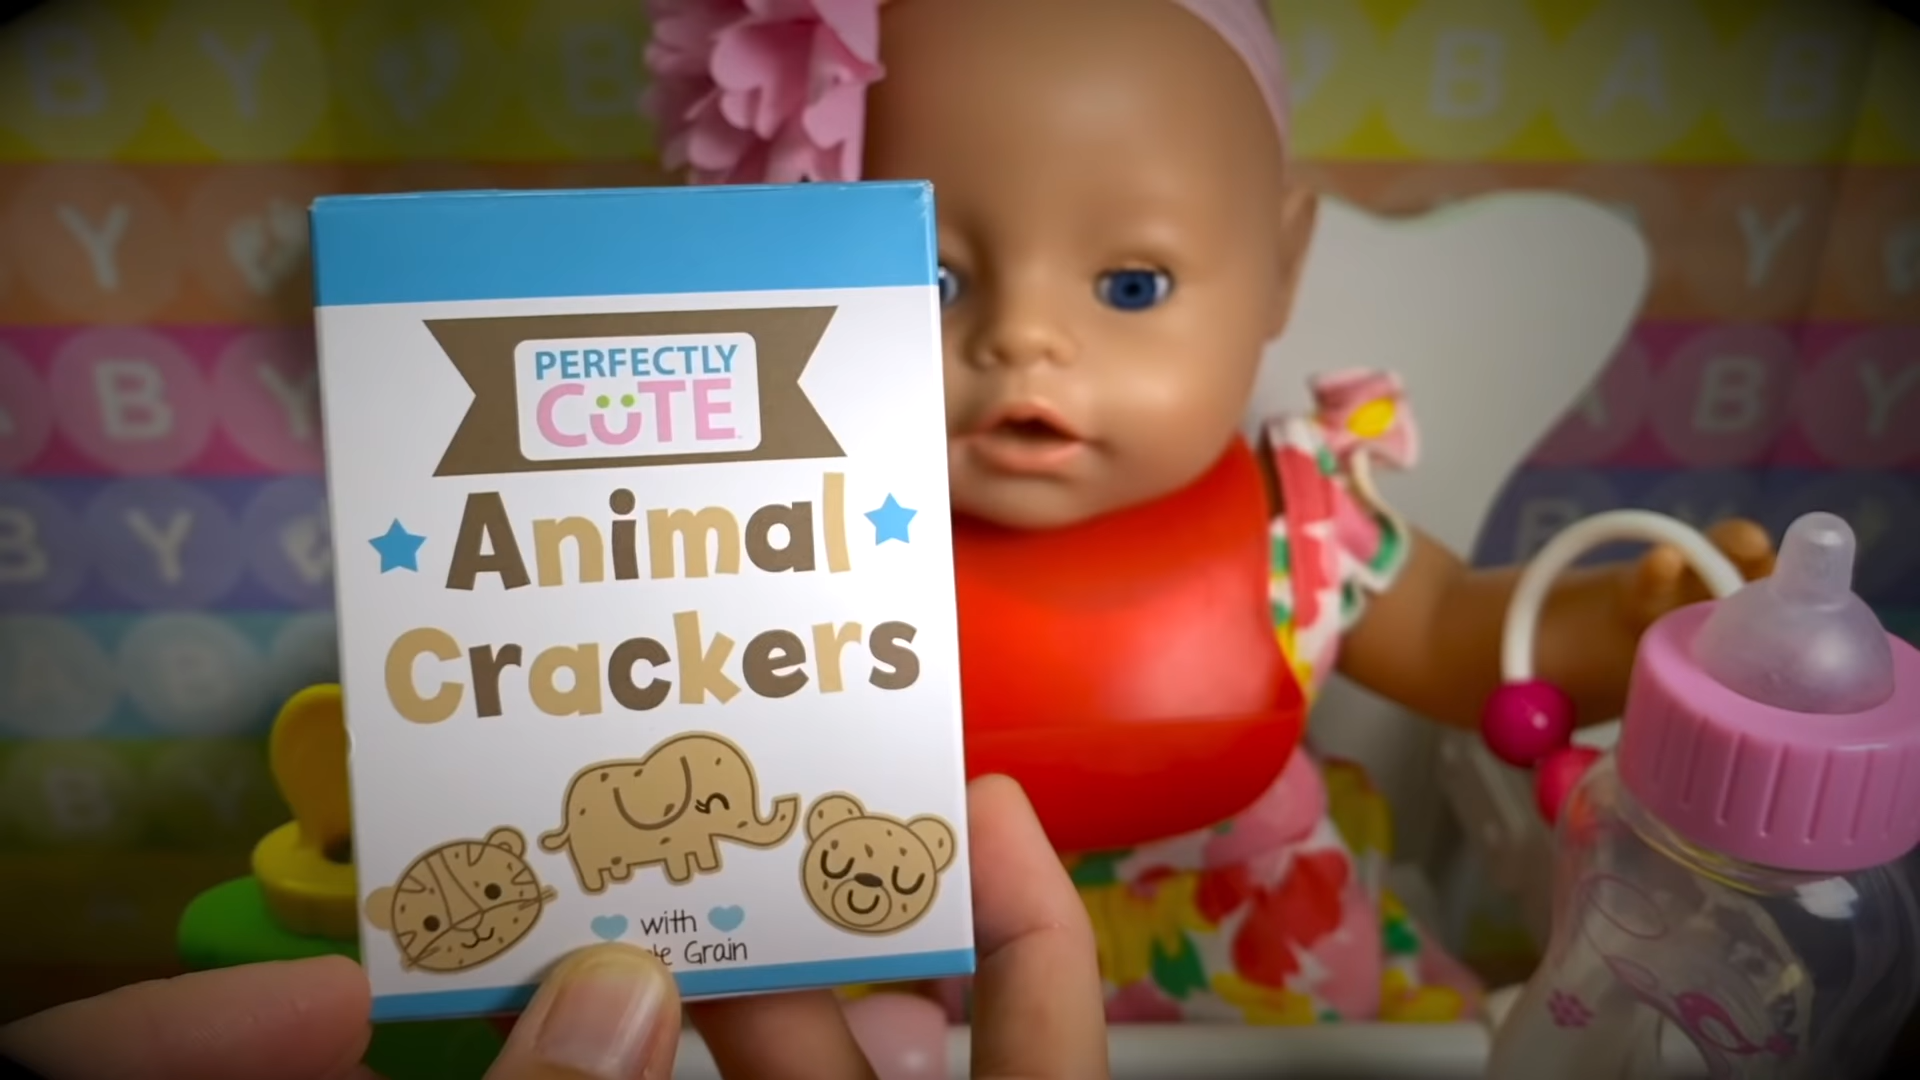 PERFECTLY
CUTE
Animal
Crackers
with
Grain
B Y B
B A B
Y
Y
A B Y
B Y
B Y
B
A B
B